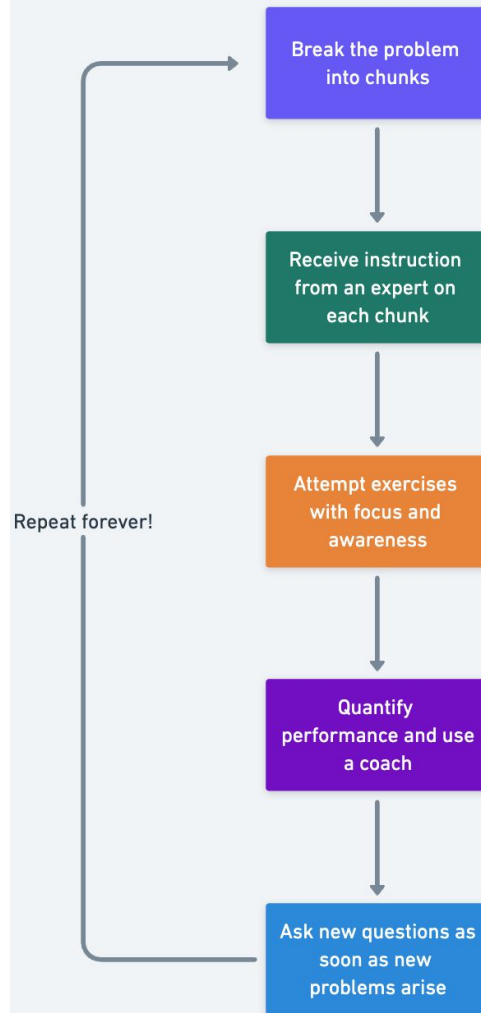 Break the problem
into chunks
Receive instruction
from an expert on
each chunk
Attempt exercises
with focus and
awareness
Repeat forever!
Quantify
performance and use
a coach
Ask new questions as
soon as new
problems arise